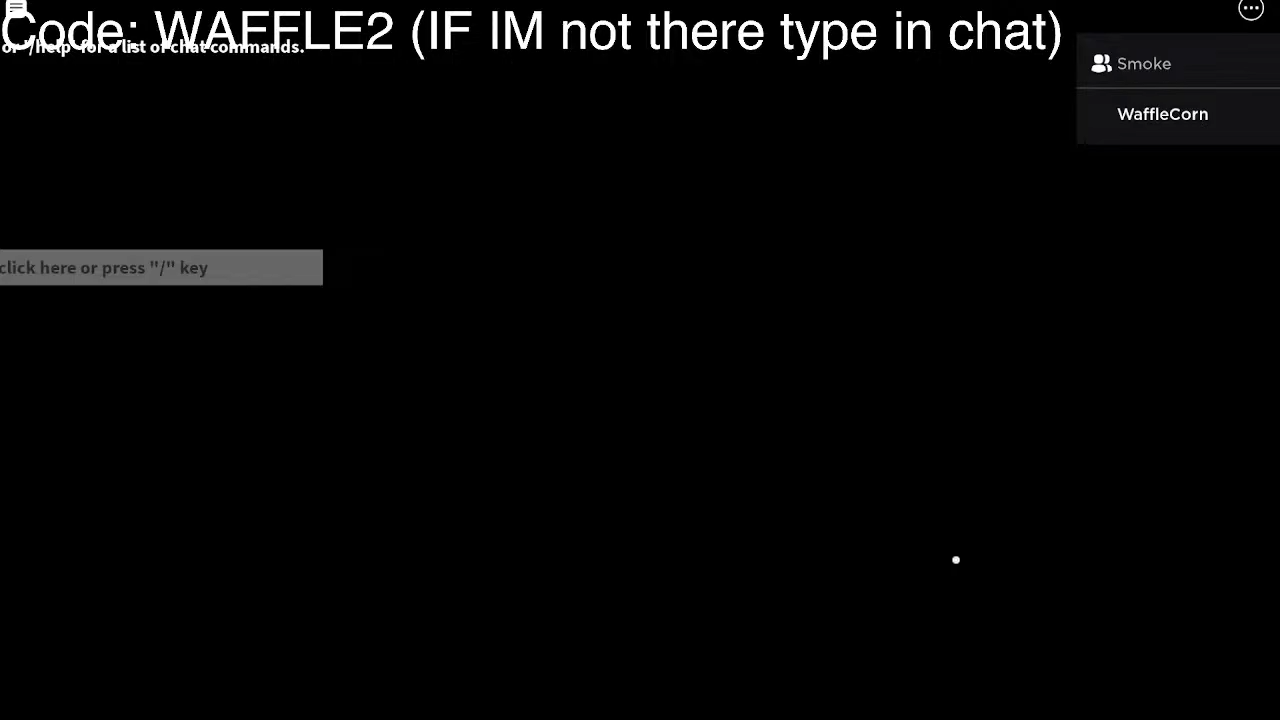 Code: WAFFLE2 (IF IM not there type in chat)
or '/help' for a list of chat commands.
Smoke
WaffleCorn
click here or press "/" key